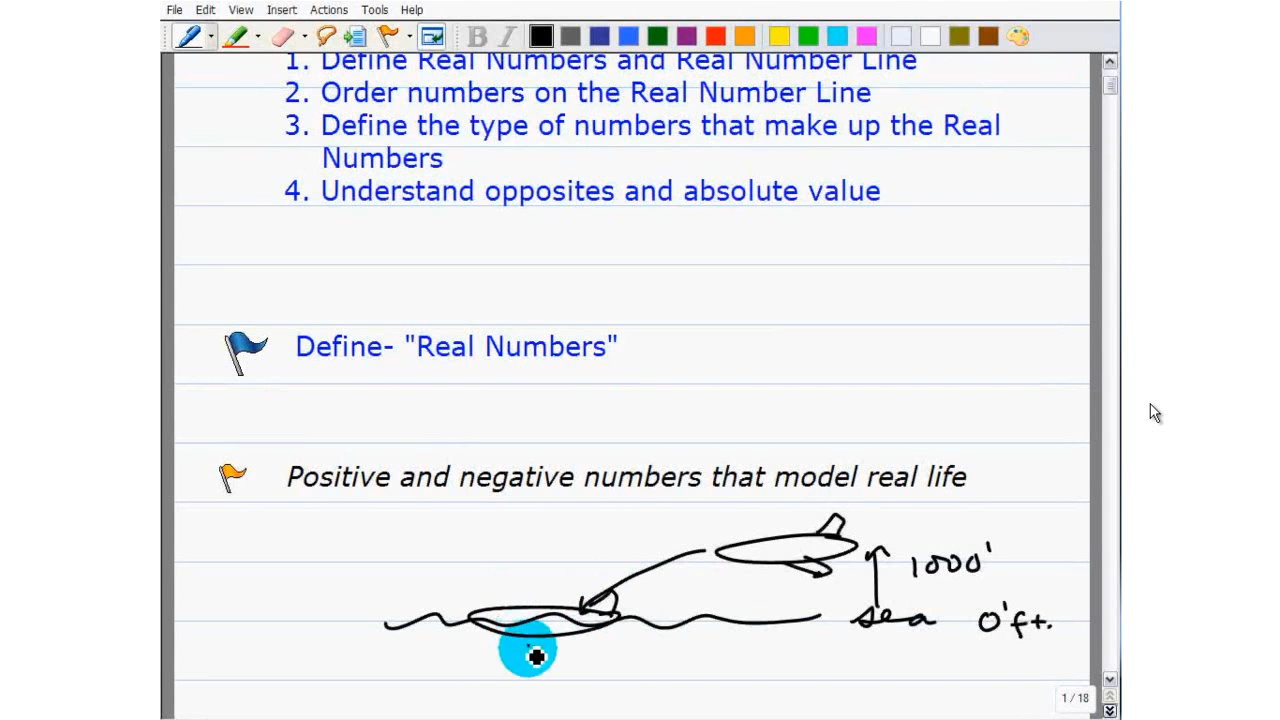 File Edit View Insert Actions Tools Help
B I
1. Define Real Numbers and Real Number Line
2. Order numbers on the Real Number Line
3. Define the type of numbers that make up the Real
Numbers
4. Understand opposites and absolute value
Define- "Real Numbers"
Positive and negative numbers that model real life
1000'
sea 0'ft.
1 / 18